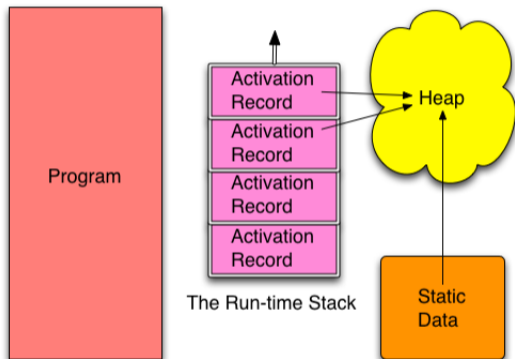 Program
Activation
Record
Activation
Record
Activation
Record
Activation
Record
The Run-time Stack
Heap
Static
Data